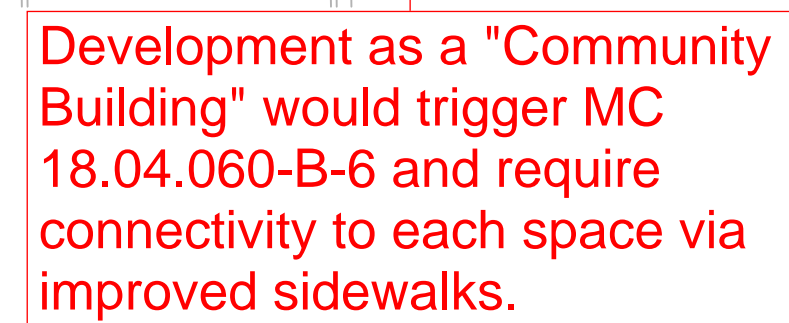 Development as a "Community
Building" would trigger MC
18.04.060-B-6 and require
connectivity to each space via
improved sidewalks.